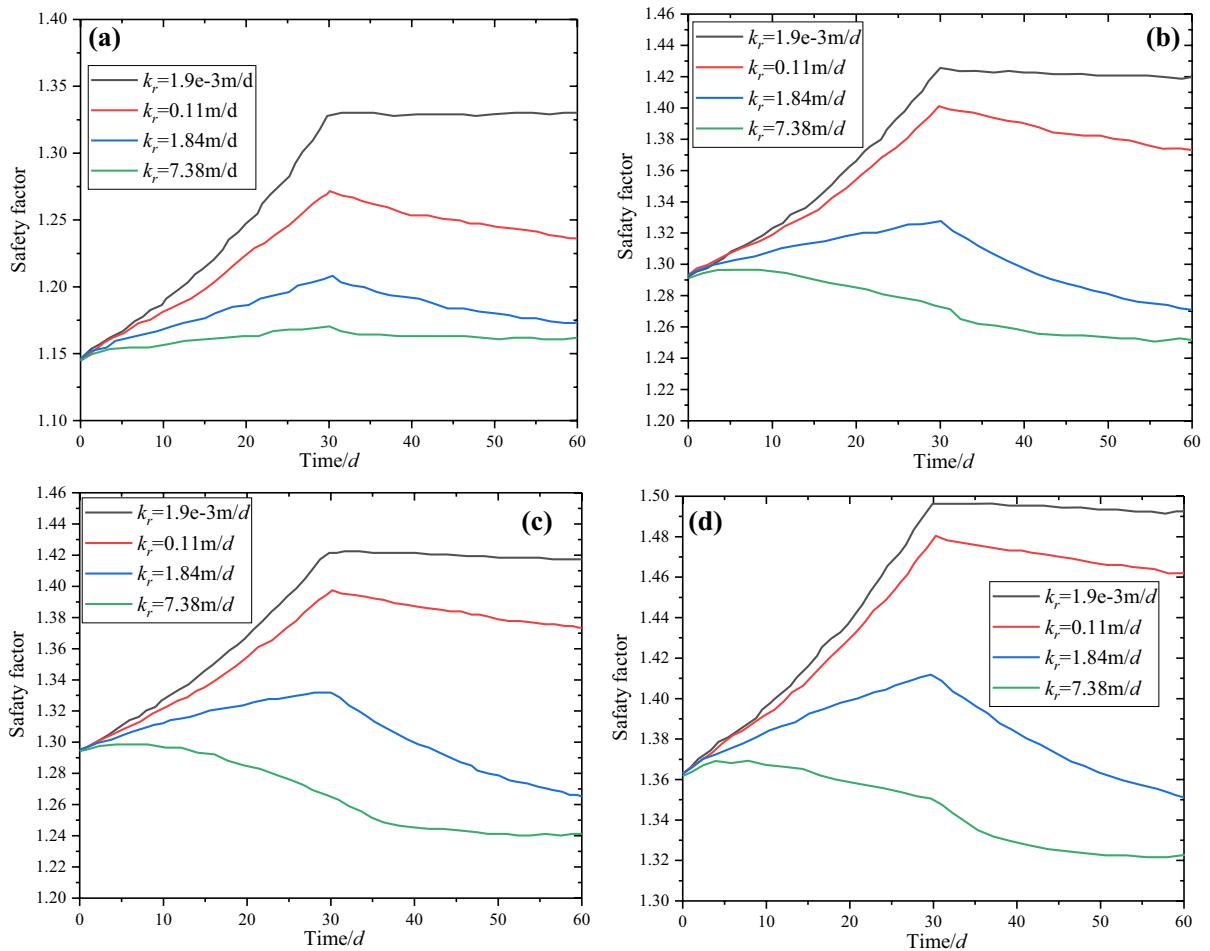 (a)
k_r=1.9e-3m/d
k_r=0.11m/d
k_r=1.84m/d
k_r=7.38m/d
Safety factor
1.40
1.35
1.30
1.25
1.20
1.15
1.10
0 10 20 30 40 50 60
Time/d
(b)
k_r=1.9e-3m/d
k_r=0.11m/d
k_r=1.84m/d
k_r=7.38m/d
Safaty factor
1.46
1.44
1.42
1.40
1.38
1.36
1.34
1.32
1.30
1.28
1.26
1.24
1.22
1.20
0 10 20 30 40 50 60
Time/d
(c)
k_r=1.9e-3m/d
k_r=0.11m/d
k_r=1.84m/d
k_r=7.38m/d
Safaty factor
1.46
1.44
1.42
1.40
1.38
1.36
1.34
1.32
1.30
1.28
1.26
1.24
1.22
1.20
0 10 20 30 40 50 60
Time/d
(d)
k_r=1.9e-3m/d
k_r=0.11m/d
k_r=1.84m/d
k_r=7.38m/d
Safaty factor
1.50
1.48
1.46
1.44
1.42
1.40
1.38
1.36
1.34
1.32
1.30
0 10 20 30 40 50 60
Time/d